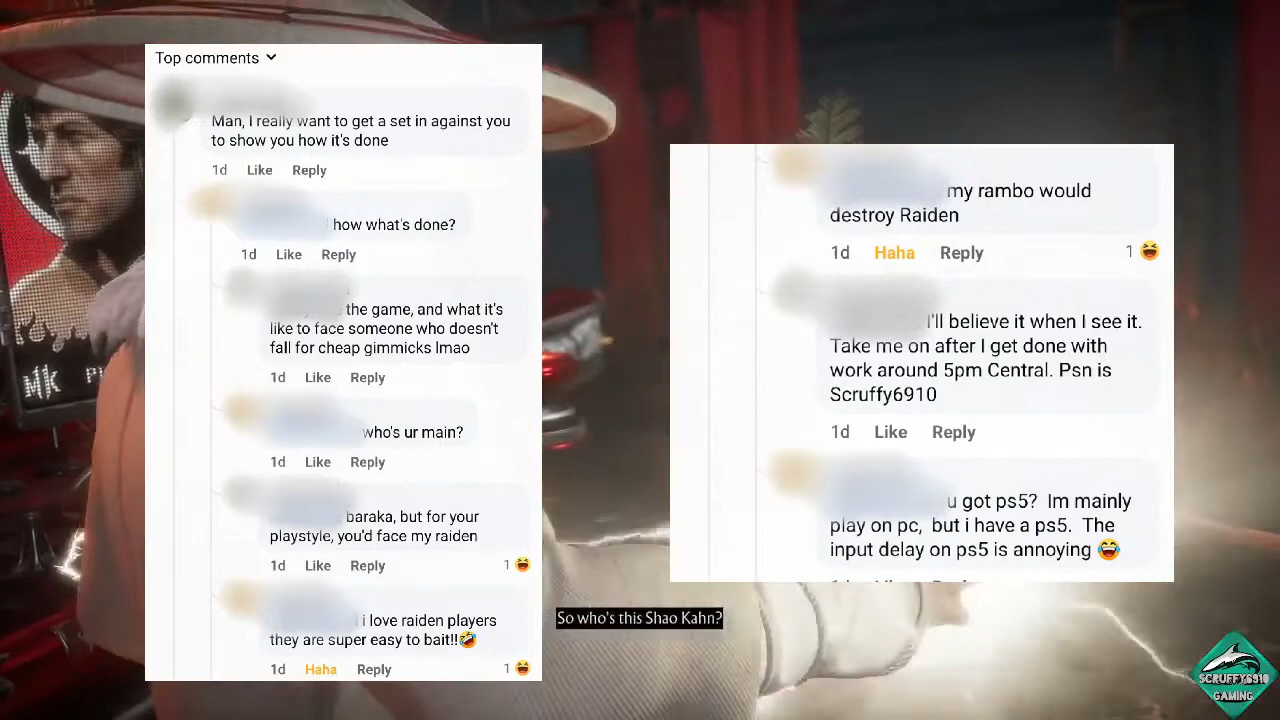 Top comments
Man, I really want to get a set in against you
to show you how it's done
1d Like Reply
how what's done?
1d Like Reply
the game, and what it's
like to face someone who doesn't
fall for cheap gimmicks lmao
1d Like Reply
who's ur main?
1d Like Reply
baraka, but for your
playstyle, you'd face my raiden
1d Like Reply 1 😆
i love raiden players
they are super easy to bait!!🤣
1d Haha Reply 1 😆
my rambo would
destroy Raiden
1d Haha Reply 1 😆
I'll believe it when I see it.
Take me on after I get done with
work around 5pm Central. Psn is
Scruffy6910
1d Like Reply
u got ps5? Im mainly
play on pc, but i have a ps5. The
input delay on ps5 is annoying 😂
So who's this Shao Kahn?
MK
SCRUFFY6910
GAMING